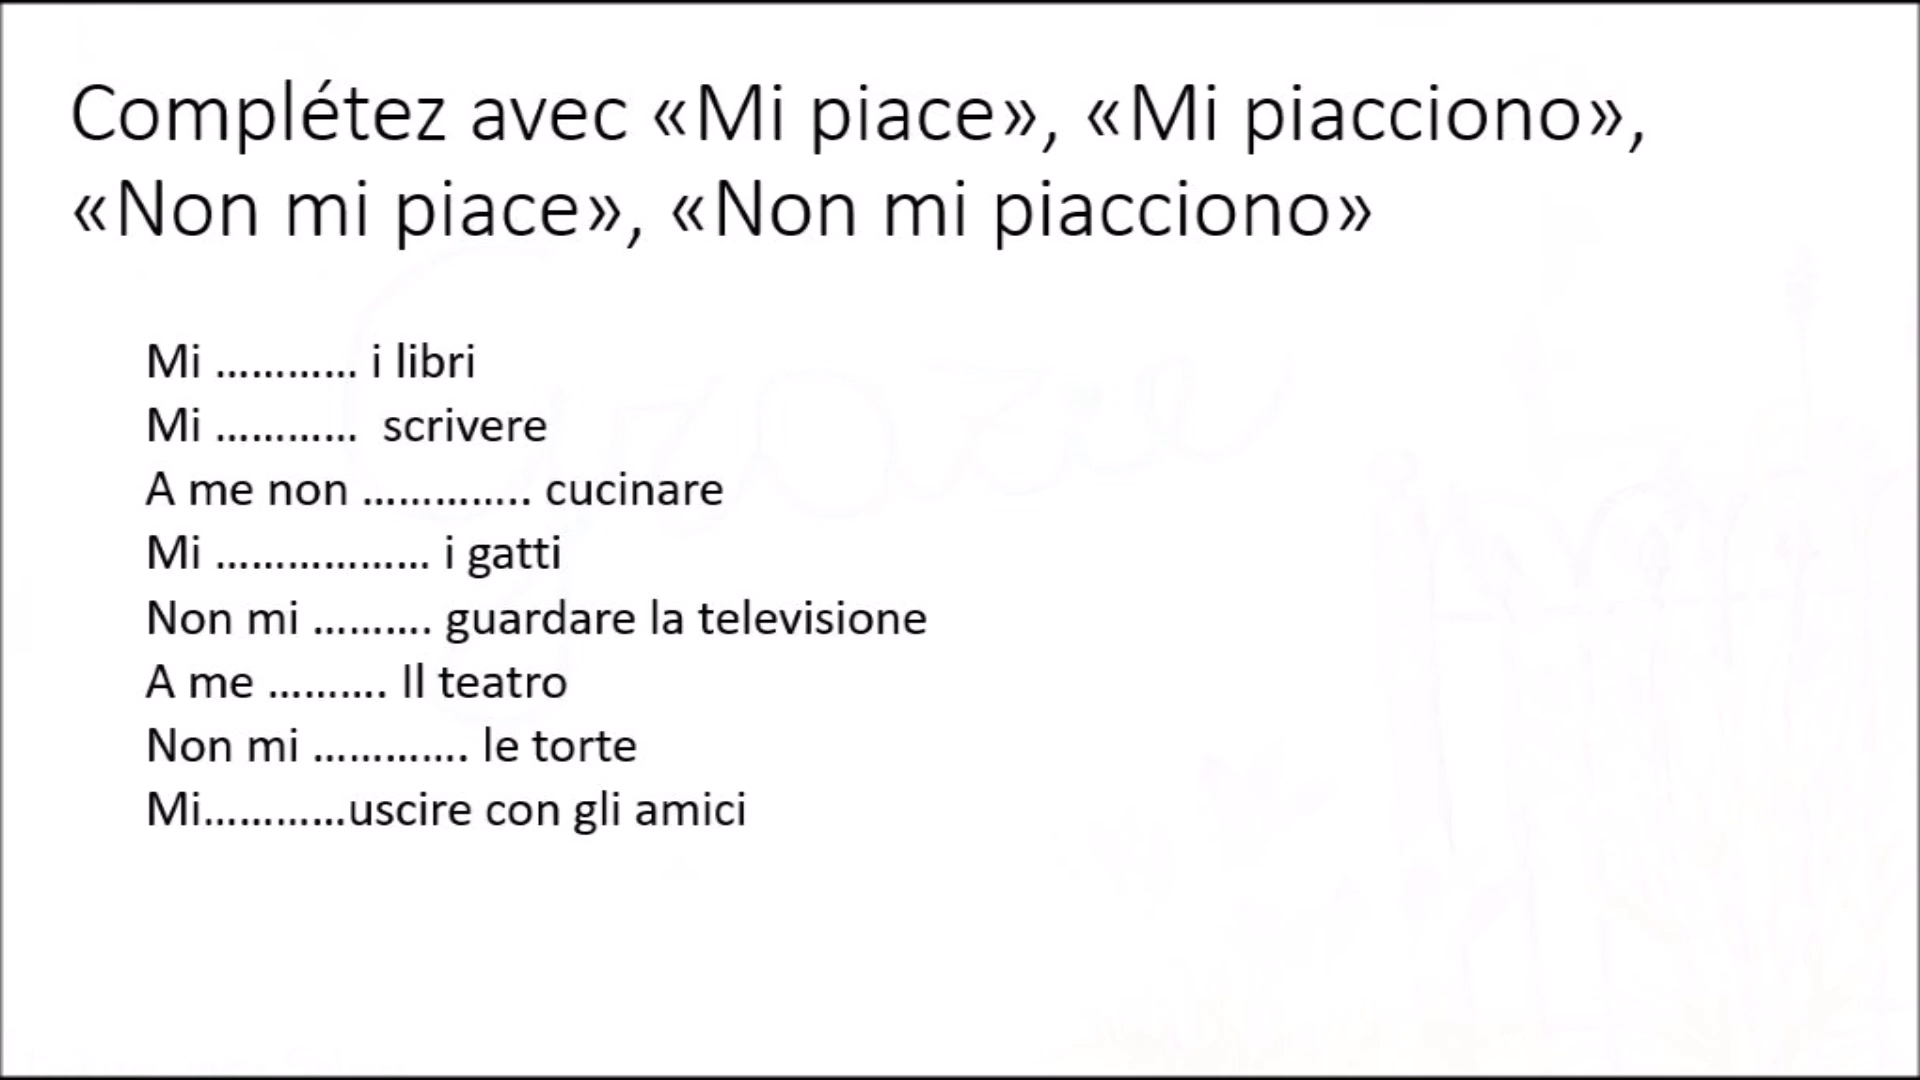 Complétez avec «Mi piace», «Mi piacciono»,
«Non mi piace», «Non mi piacciono»
Mi ………… i libri
Mi …………  scrivere
A me non ………….. cucinare
Mi ……………… i gatti
Non mi ………. guardare la televisione
A me ………. Il teatro
Non mi …………. le torte
Mi…………uscire con gli amici